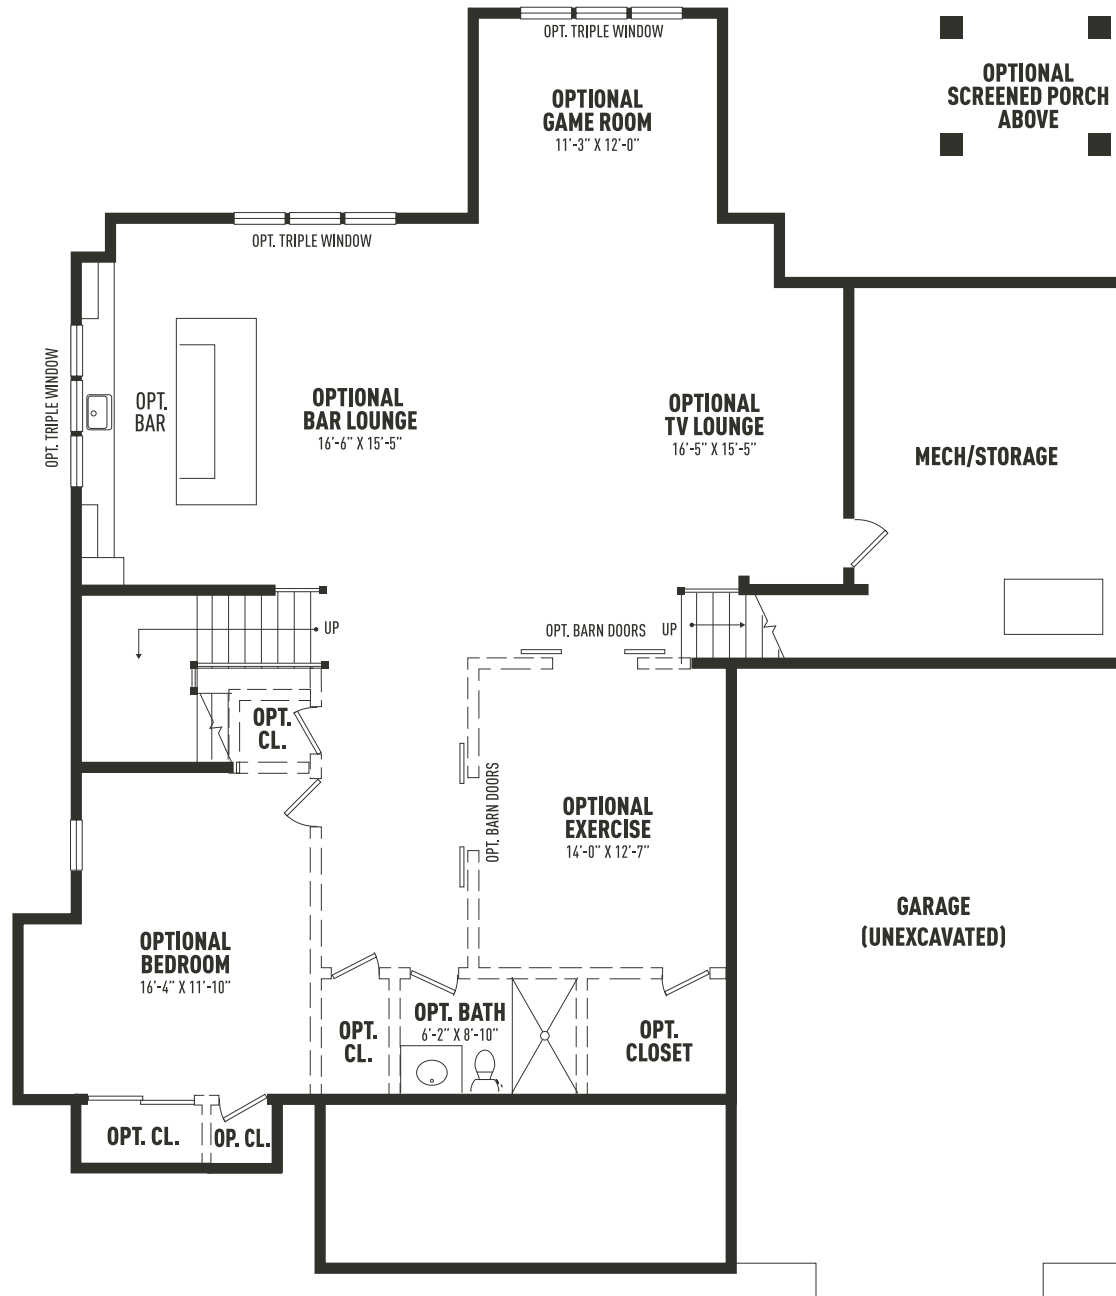 OPT. TRIPLE WINDOW
OPTIONAL
GAME ROOM
11'-3" X 12'-0"
OPTIONAL
SCREENED PORCH
ABOVE
OPT. TRIPLE WINDOW
OPT. TRIPLE WINDOW
OPT.
BAR
OPTIONAL
BAR LOUNGE
16'-6" X 15'-5"
OPTIONAL
TV LOUNGE
16'-5" X 15'-5"
MECH/STORAGE
UP
OPT. BARN DOORS
UP
OPT.
CL.
OPT. BARN DOORS
OPTIONAL
EXERCISE
14'-0" X 12'-7"
GARAGE
(UNEXCAVATED)
OPTIONAL
BEDROOM
16'-4" X 11'-10"
OPT.
CL.
OPT. BATH
6'-2" X 8'-10"
OPT.
CLOSET
OPT. CL.
OP. CL.